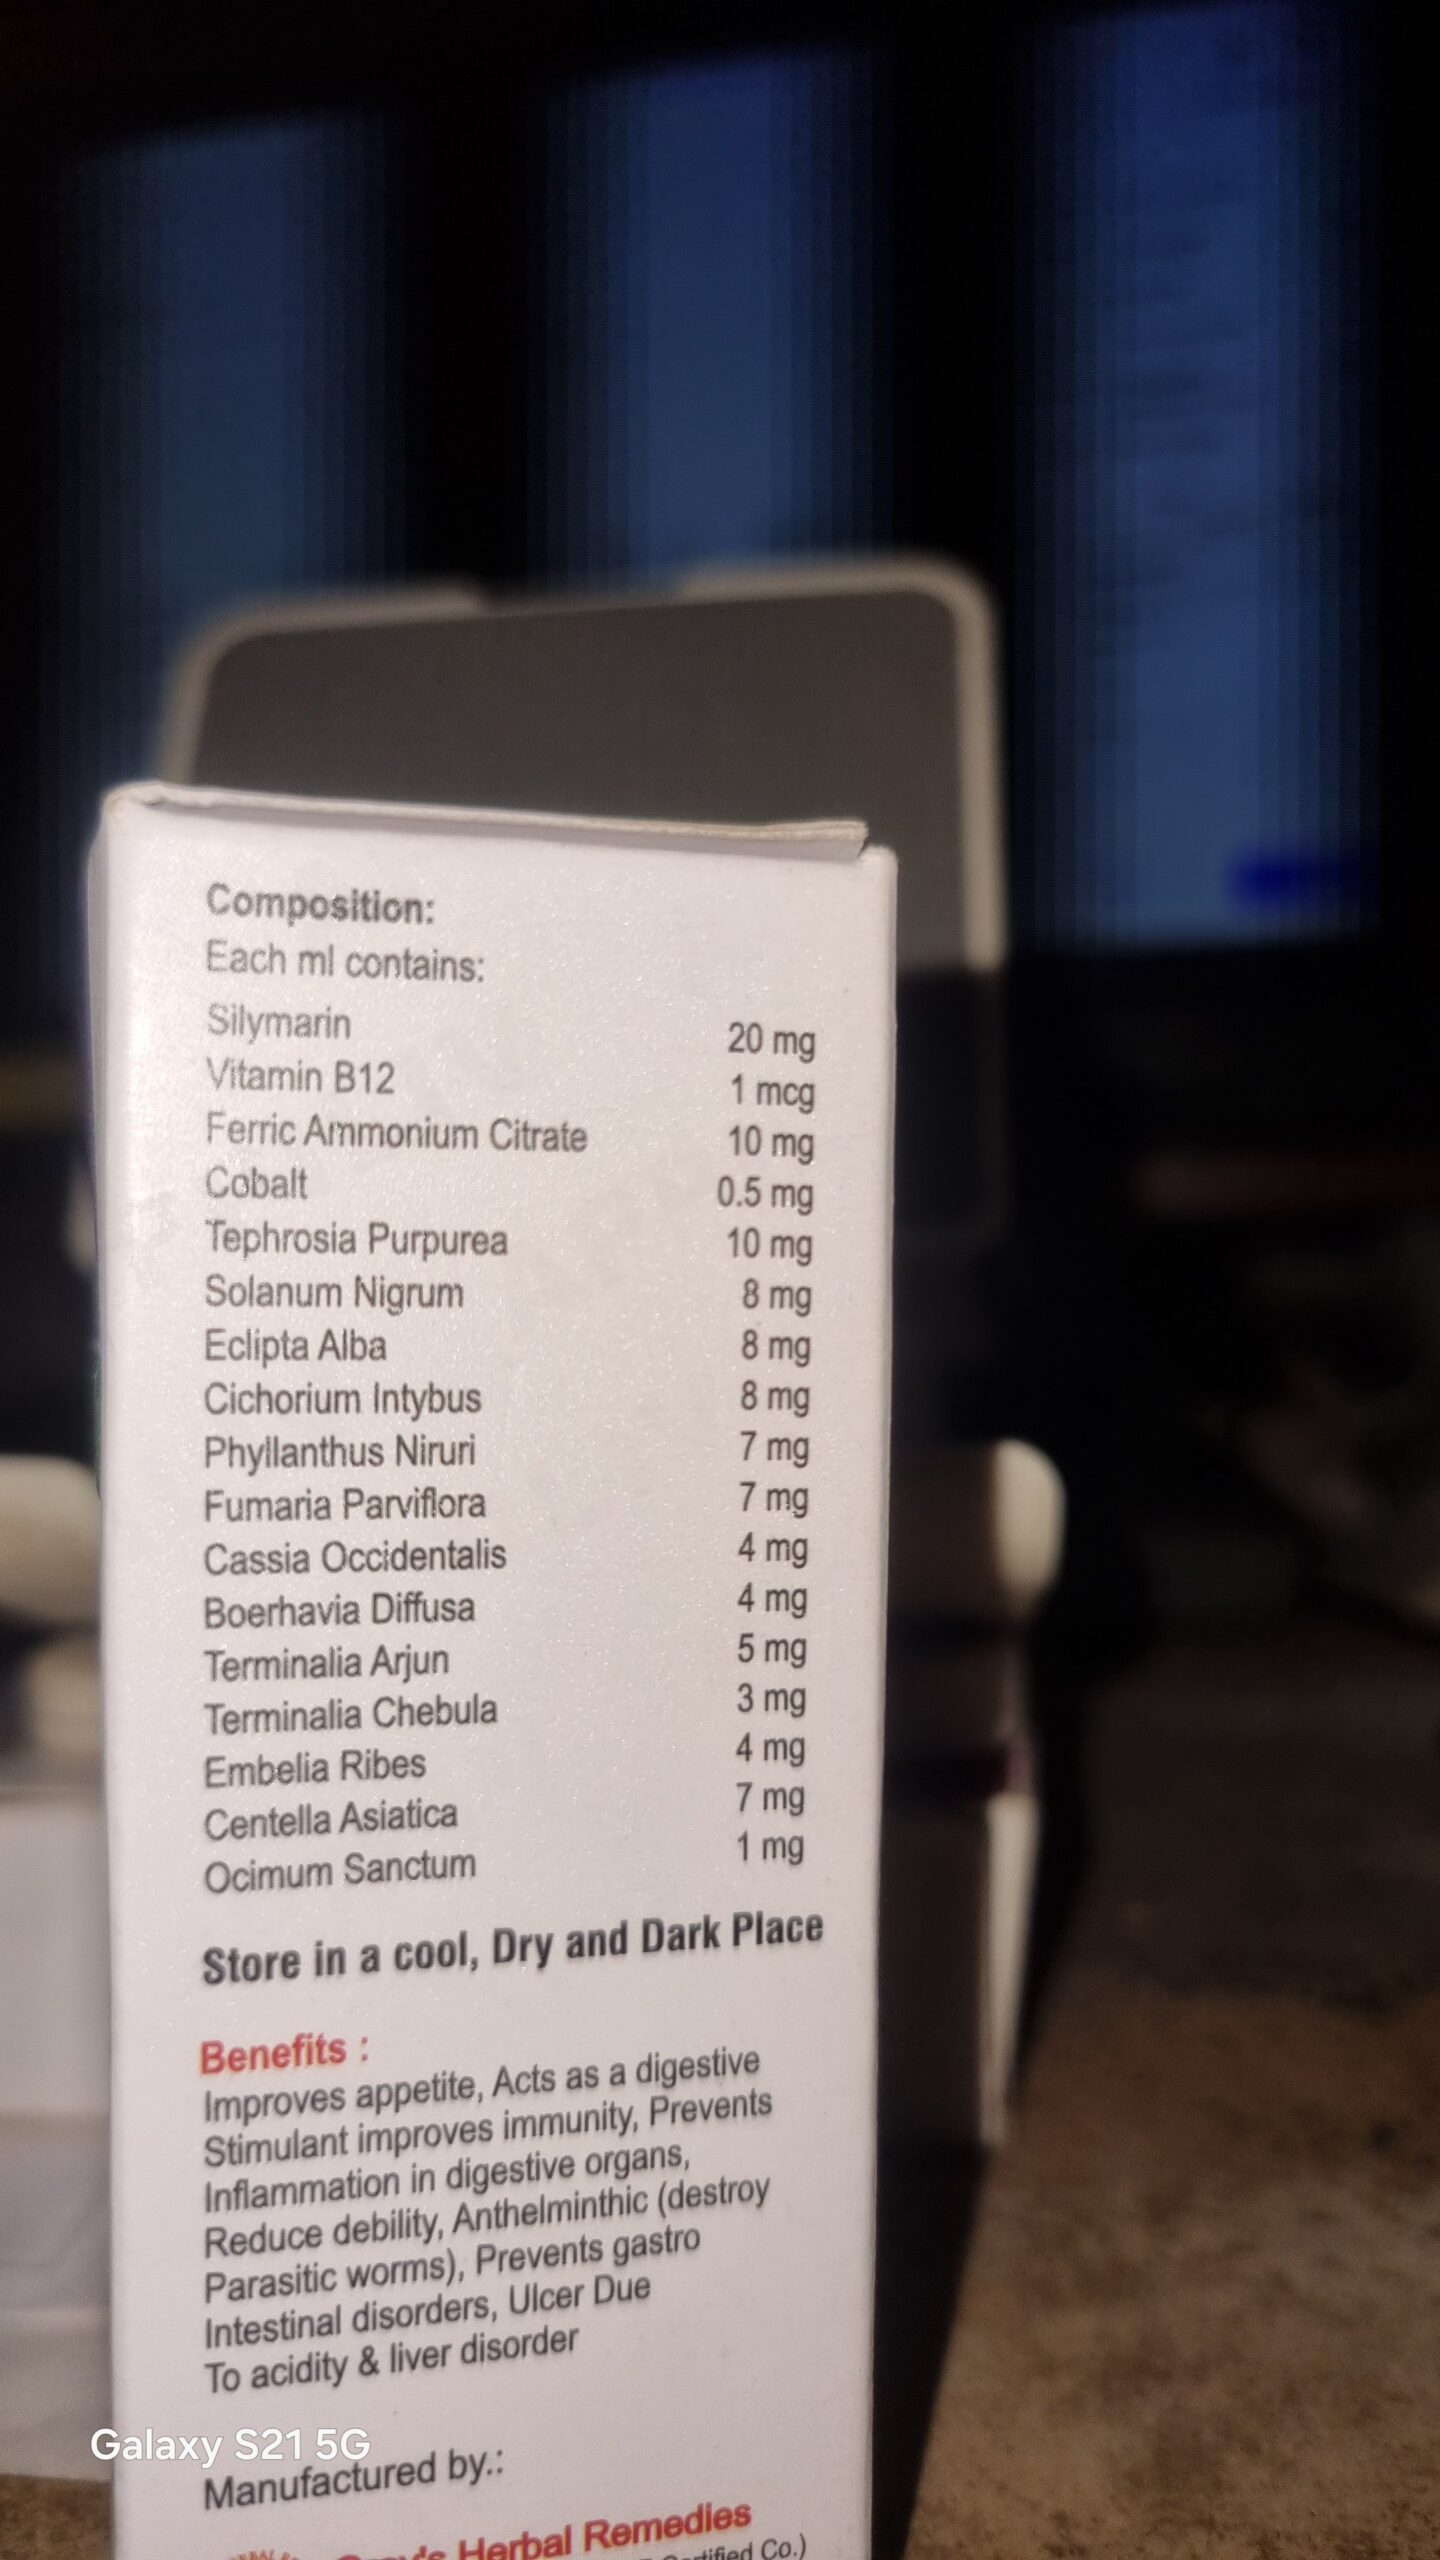 Composition:
Each ml contains:
Silymarin 20 mg
Vitamin B12 1 mcg
Ferric Ammonium Citrate 10 mg
Cobalt 0.5 mg
Tephrosia Purpurea 10 mg
Solanum Nigrum 8 mg
Eclipta Alba 8 mg
Cichorium Intybus 8 mg
Phyllanthus Niruri 7 mg
Fumaria Parviflora 7 mg
Cassia Occidentalis 4 mg
Boerhavia Diffusa 4 mg
Terminalia Arjun 5 mg
Terminalia Chebula 3 mg
Embelia Ribes 4 mg
Centella Asiatica 7 mg
Ocimum Sanctum 1 mg
Store in a cool, Dry and Dark Place
Benefits :
Improves appetite, Acts as a digestive
Stimulant improves immunity, Prevents
Inflammation in digestive organs,
Reduce debility, Anthelminthic (destroy
Parasitic worms), Prevents gastro
Intestinal disorders, Ulcer Due
To acidity & liver disorder
Galaxy S21 5G
Manufactured by.:
Herbal Remedies
Co.)